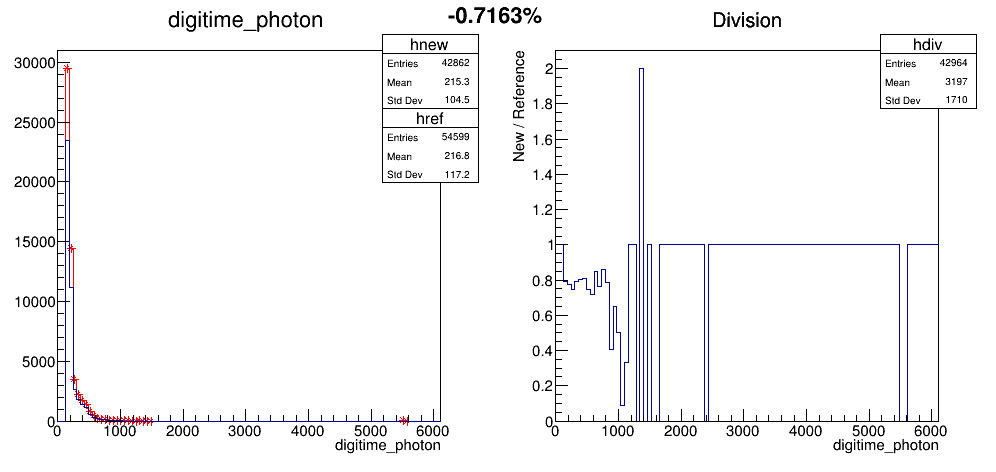 digitime_photon
-0.7163%
Division
hnew
Entries 42862
Mean 215.3
Std Dev 104.5
href
Entries 54599
Mean 216.8
Std Dev 117.2
30000
25000
20000
15000
10000
5000
0
0 1000 2000 3000 4000 5000 6000
digitime_photon
hdiv
Entries 42964
Mean 3197
Std Dev 1710
New / Reference
2
1.8
1.6
1.4
1.2
1
0.8
0.6
0.4
0.2
0
0 1000 2000 3000 4000 5000 6000
digitime_photon